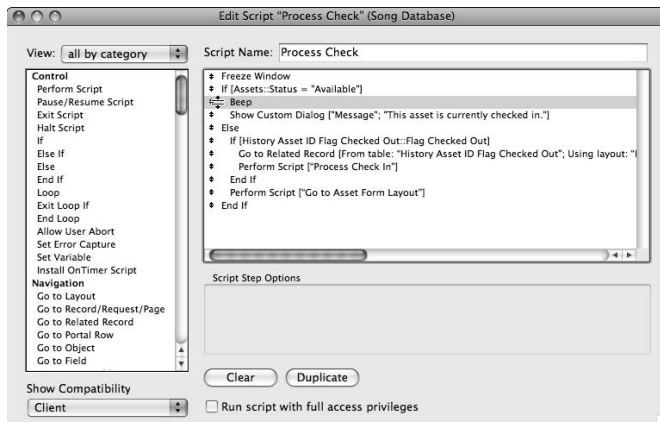 Edit Script “Process Check” (Song Database)
View: all by category
Script Name: Process Check
Control
Perform Script
Pause/Resume Script
Exit Script
Halt Script
If
Else If
Else
End If
Loop
Exit Loop If
End Loop
Allow User Abort
Set Error Capture
Set Variable
Install OnTimer Script
Navigation
Go to Layout
Go to Record/Request/Page
Go to Related Record
Go to Portal Row
Go to Object
Go to Field
Show Compatibility
Client
Freeze Window
If [Assets::Status = "Available"]
Beep
Show Custom Dialog ["Message"; "This asset is currently checked in."]
Else
If [History Asset ID Flag Checked Out::Flag Checked Out]
Go to Related Record [From table: "History Asset ID Flag Checked Out"; Using layout: "
Perform Script ["Process Check In"]
End If
Perform Script ["Go to Asset Form Layout"]
End If
Script Step Options
Clear
Duplicate
Run script with full access privileges